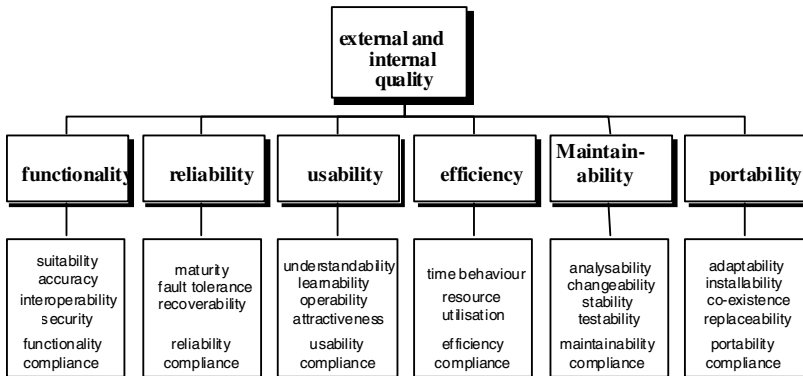 external and
internal
quality
functionality
reliability
usability
efficiency
Maintain-
ability
portability
suitability
accuracy
interoperability
security
functionality
compliance
maturity
fault tolerance
recoverability
reliability
compliance
understandability
learnability
operability
attractiveness
usability
compliance
time behaviour
resource
utilisation
efficiency
compliance
analysability
changeability
stability
testability
maintainability
compliance
adaptability
installability
co-existence
replaceability
portability
compliance